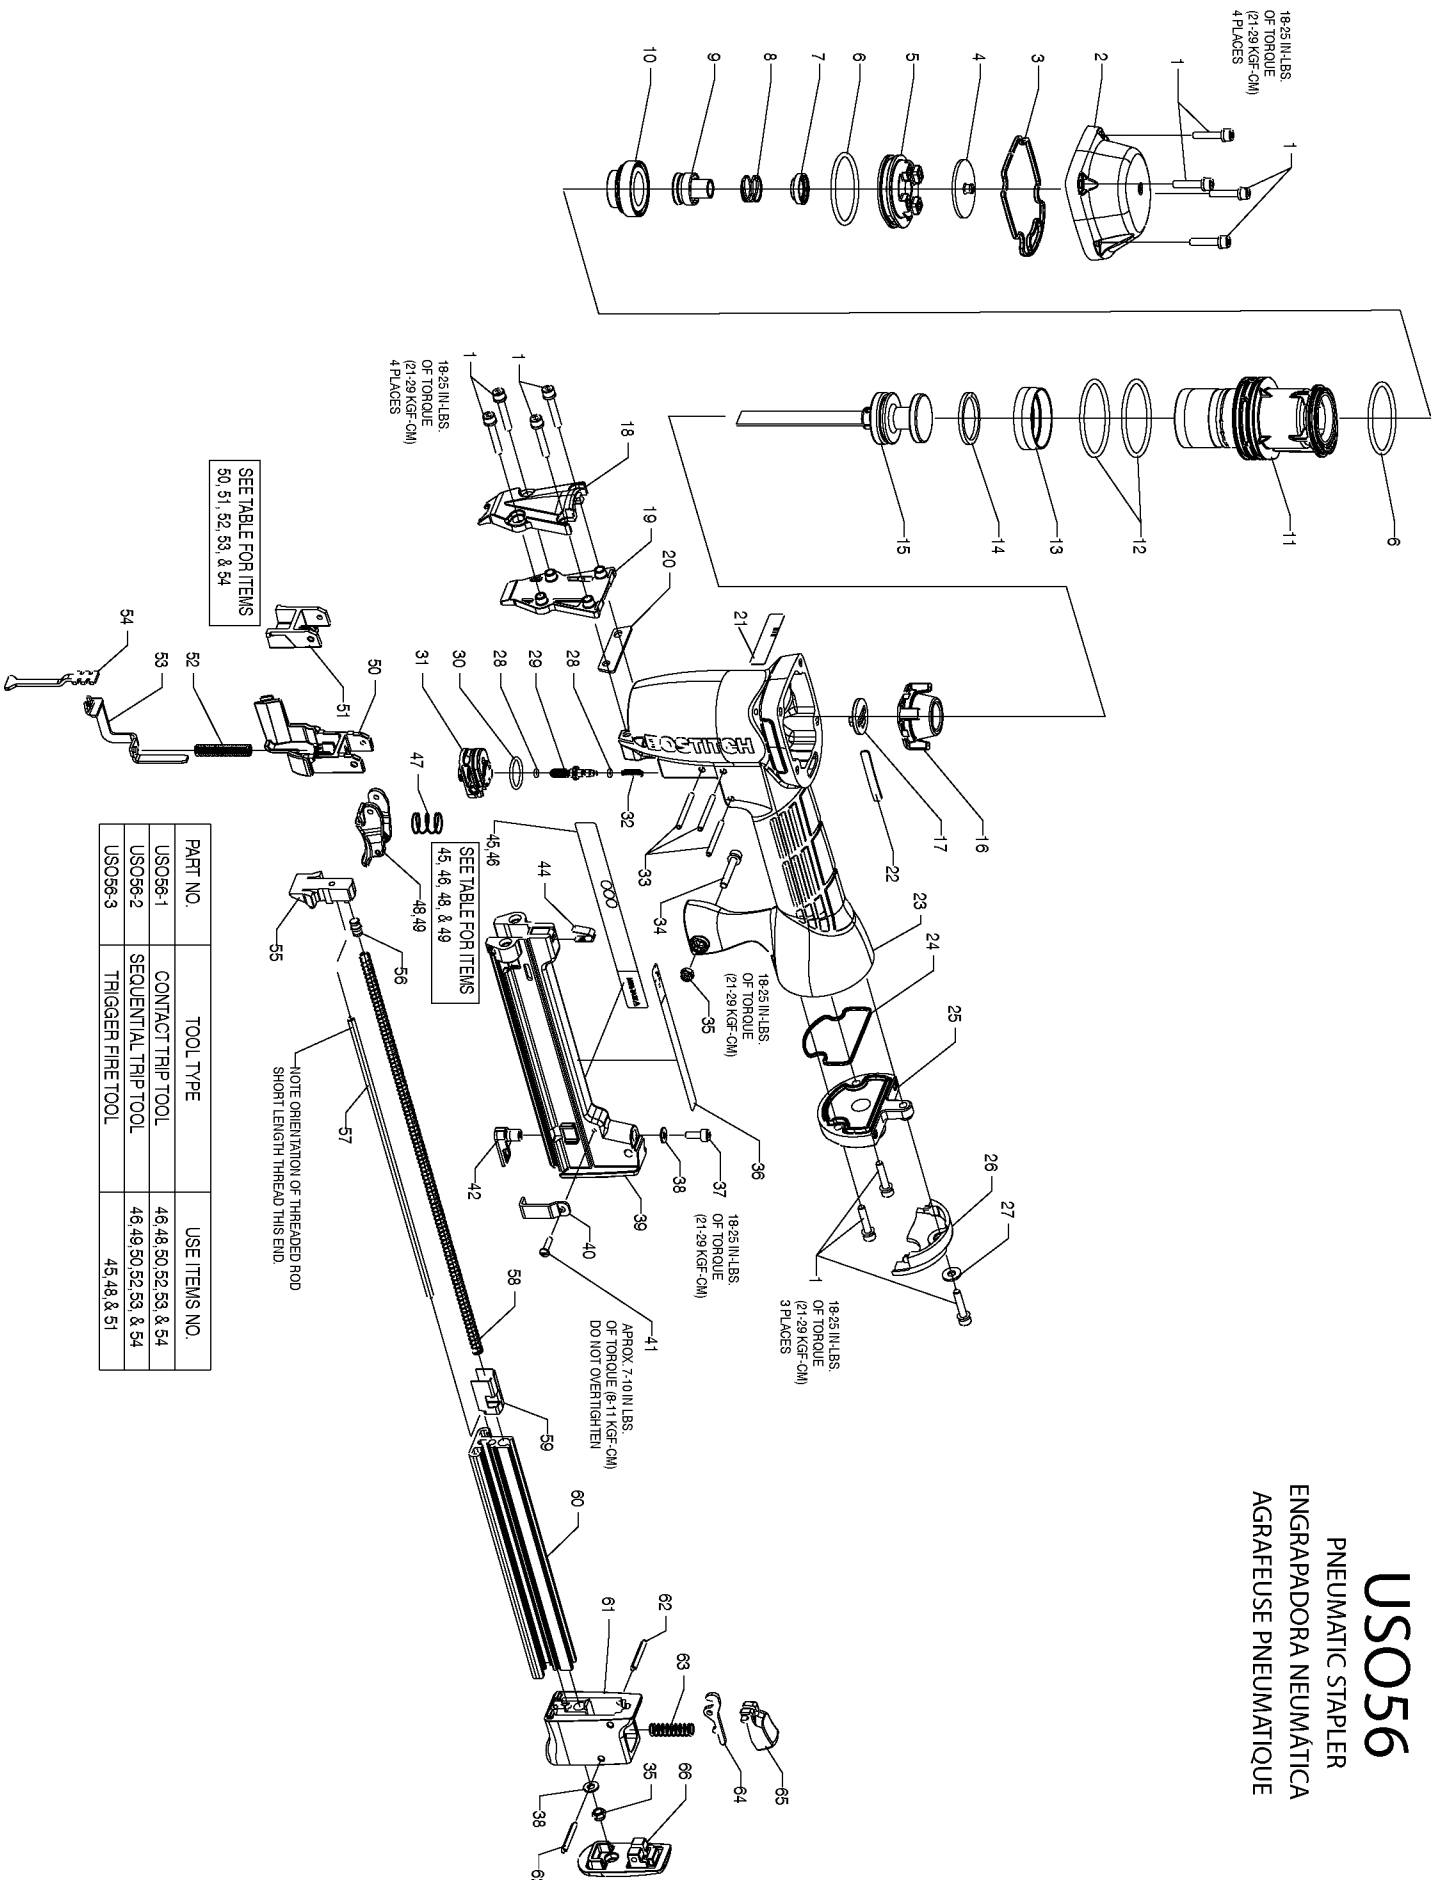 USO56
PNEUMATIC STAPLER
ENGRAPADORA NEUMÁTICA
AGRAFEUSE PNEUMATIQUE
18-25 IN-LBS.
OF TORQUE
(21-29 KGF-CM)
4 PLACES
1
1
2
3
4
5
6
7
8
9
10
6
11
12
13
14
15
16
17
22
21
18-25 IN-LBS.
OF TORQUE
(21-29 KGF-CM)
4 PLACES
1
1
18
19
20
BOSTITCH
23
24
25
26
27
1
18-25 IN-LBS.
OF TORQUE
(21-29 KGF-CM)
3 PLACES
28
29
28
30
31
32
33
34
35
18-25 IN-LBS.
OF TORQUE
(21-29 KGF-CM)
36
37
38
18-25 IN-LBS.
OF TORQUE
(21-29 KGF-CM)
39
40
41
APROX. 7-10 IN LBS.
OF TORQUE (8-11 KGF-CM)
DO NOT OVERTIGHTEN
42
44
45,46
SEE TABLE FOR ITEMS
45, 46, 48, & 49
47
48,49
SEE TABLE FOR ITEMS
50, 51, 52, 53, & 54
50
51
52
53
54
55
56
57
NOTE ORIENTATION OF THREADED ROD
SHORT LENGTH THREAD THIS END.
58
59
60
61
62
63
64
65
66
35
38
PART NO. TOOL TYPE USE ITEMS NO.
USO56-1 CONTACT TRIP TOOL 46,48,50,52,53,& 54
USO56-2 SEQUENTIAL TRIP TOOL 46,49,50,52,53,& 54
USO56-3 TRIGGER FIRE TOOL 45,48,& 51